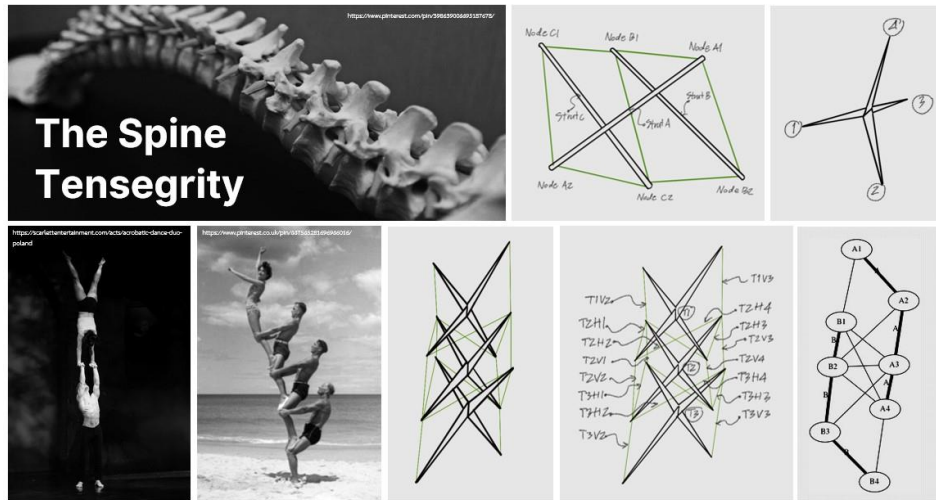 https://www.pinterest.com/pin/398639006693187678/
The Spine
Tensegrity
Node C1
Node B1
Node A1
Strut C
Strut A
Strut B
Node A2
Node C2
Node B2
1
3
2
https://scarlettentertainment.com/acts/acrobatic-dance-duo-
poland
T1V2
T2H1
T2H2
T2V1
T2V2
T3H1
T3H2
T3V2
T1
T2
T3
T1V3
T2H4
T2H3
T2V3
T2V4
T3H4
T3H3
T3V3
A1
A2
A
B1
B
B2
A3
B
A
A4
B3
B4